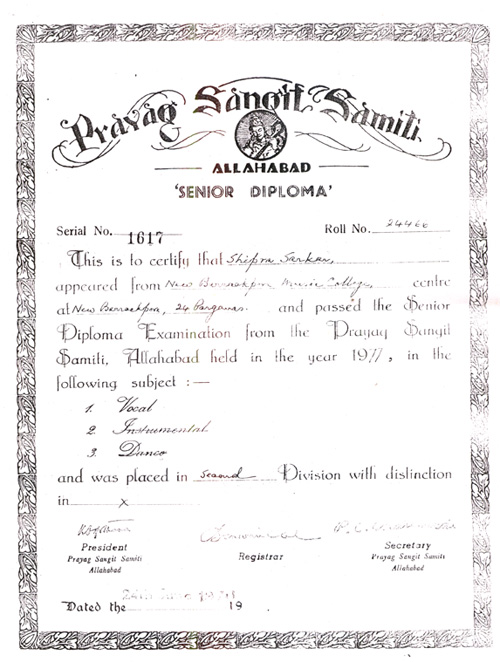 Prayag Sangit Samiti
ALLAHABAD
'SENIOR DIPLOMA'
Serial No. 1617 Roll No. 24466
This is to certify that Shipra Sarkar,
appeared from New Barrackpur Music College, centre
at New Barrackpur, 24 Parganas. and passed the Senior
Diploma Examination from the Prayag Sangit
Samiti, Allahabad held in the year 1977, in the
following subject :—
1. Vocal
2. Instrumental
3. Dance
and was placed in Second Division with distinction
in x
President Registrar Secretary
Prayag Sangit Samiti Prayag Sangit Samiti
Allahabad Allahabad
Dated the 19